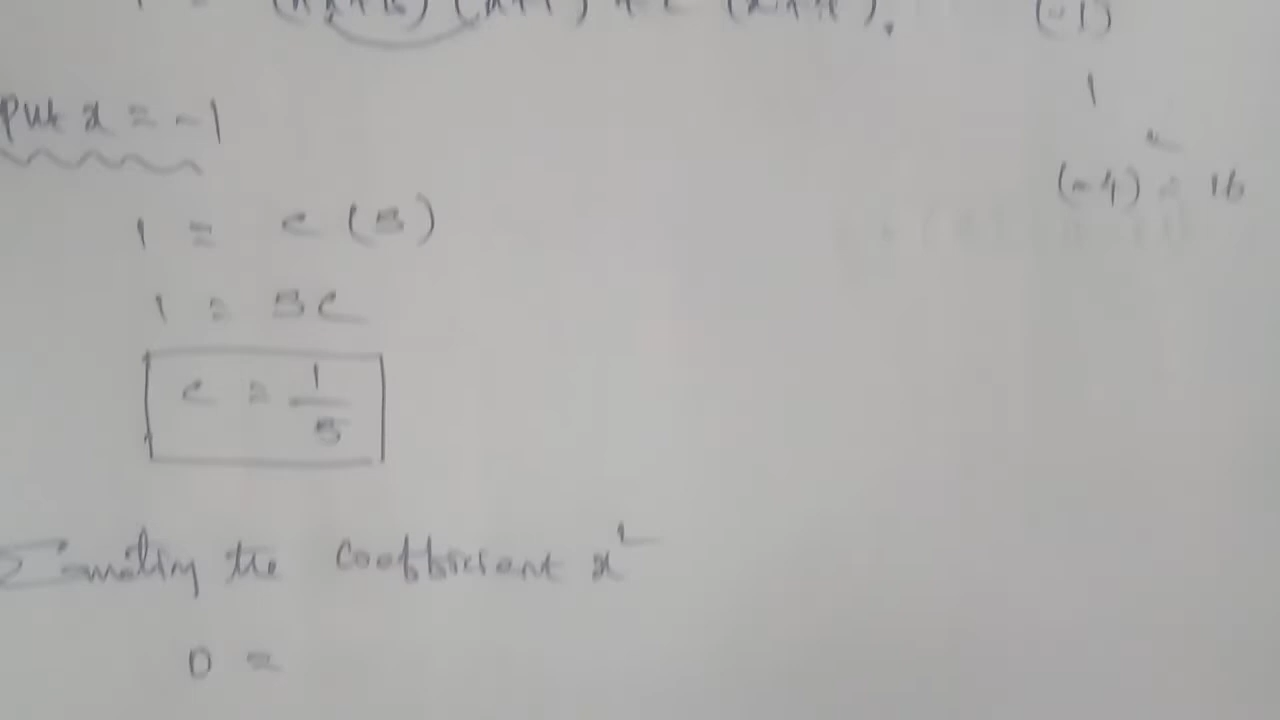 (-1)
1
put x = -1
(-4) = 16
1 = c (5)
1 = 5c
c = 1/5
Equating the coefficient x²
0 =